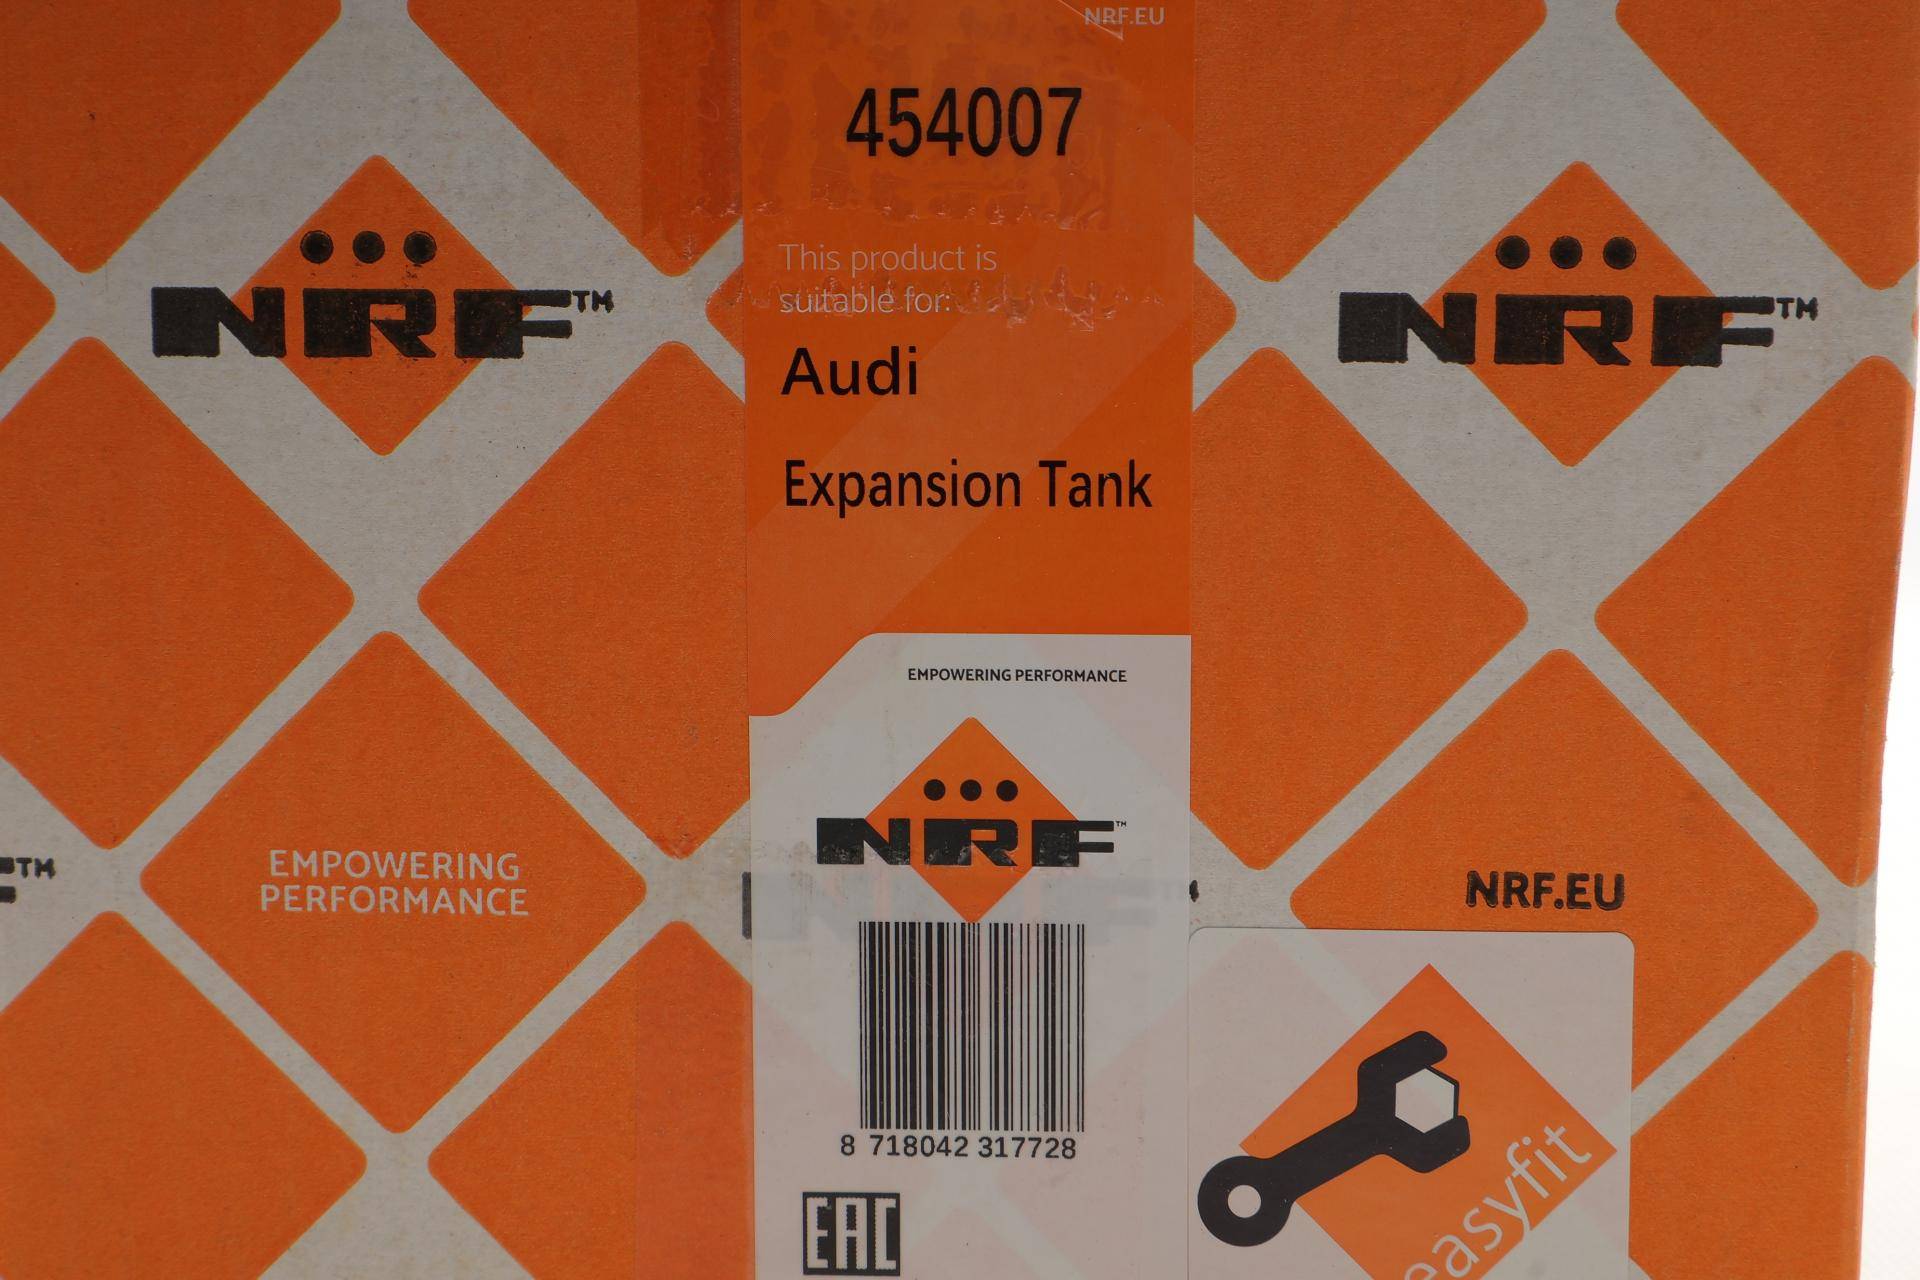 NRF.EU
454007
This product is
suitable for:
Audi
Expansion Tank
EMPOWERING PERFORMANCE
NRF™
8 718042 317728
EAC
NRF™
NRF™
EMPOWERING
PERFORMANCE
F™
NRF.EU
easyfit